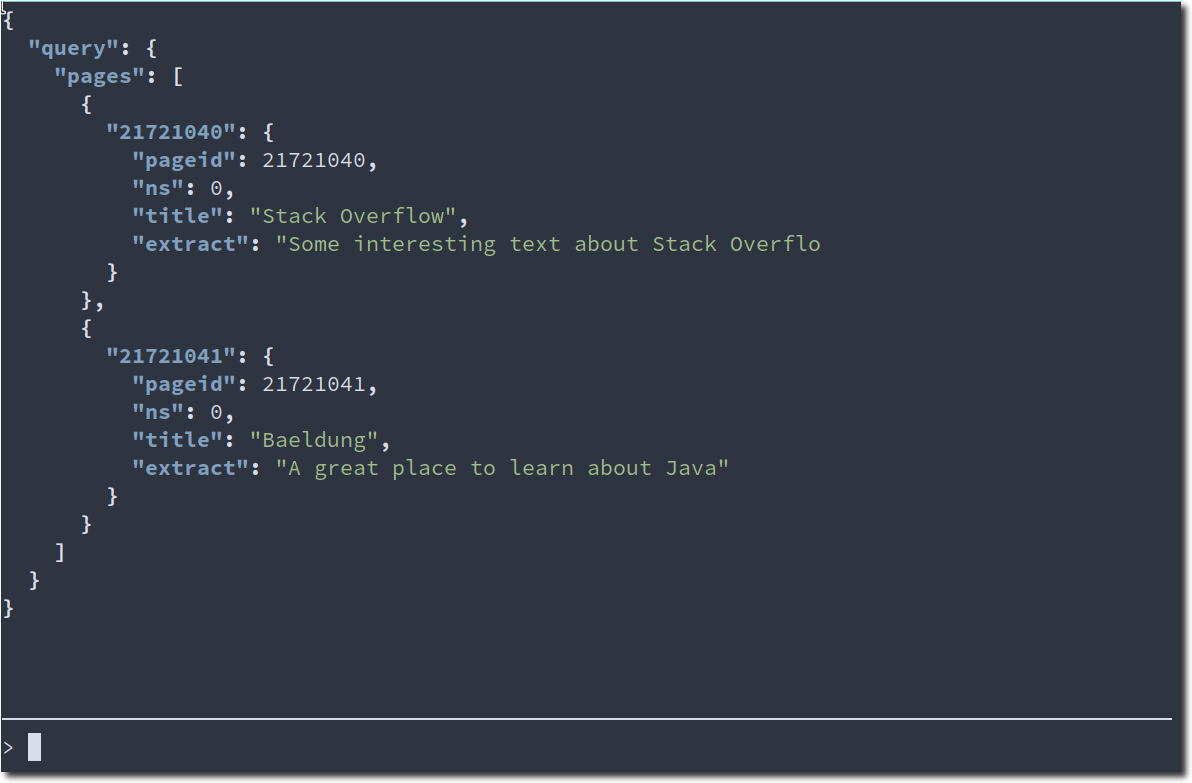 {
  "query": {
    "pages": [
      {
        "21721040": {
          "pageid": 21721040,
          "ns": 0,
          "title": "Stack Overflow",
          "extract": "Some interesting text about Stack Overflo
        }
      },
      {
        "21721041": {
          "pageid": 21721041,
          "ns": 0,
          "title": "Baeldung",
          "extract": "A great place to learn about Java"
        }
      }
    ]
  }
}
>